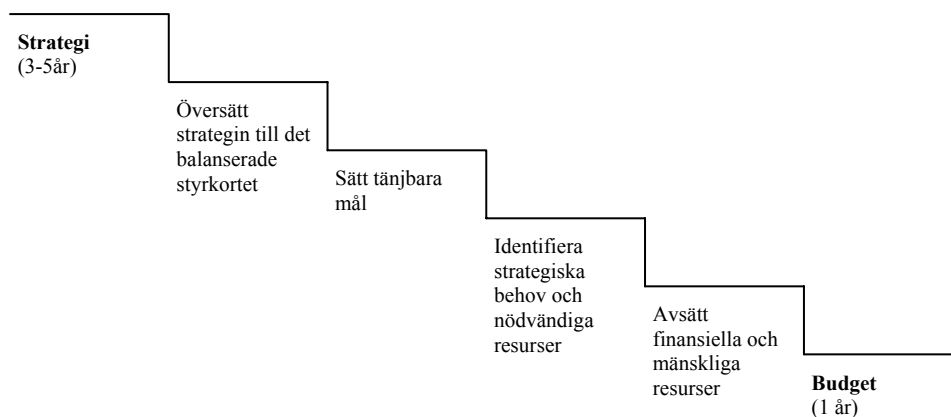 Strategi
(3-5år)
Översätt
strategin till det
balanserade
styrkortet
Sätt tänjbara
mål
Identifiera
strategiska
behov och
nödvändiga
resurser
Avsätt
finansiella och
mänskliga
resurser
Budget
(1 år)